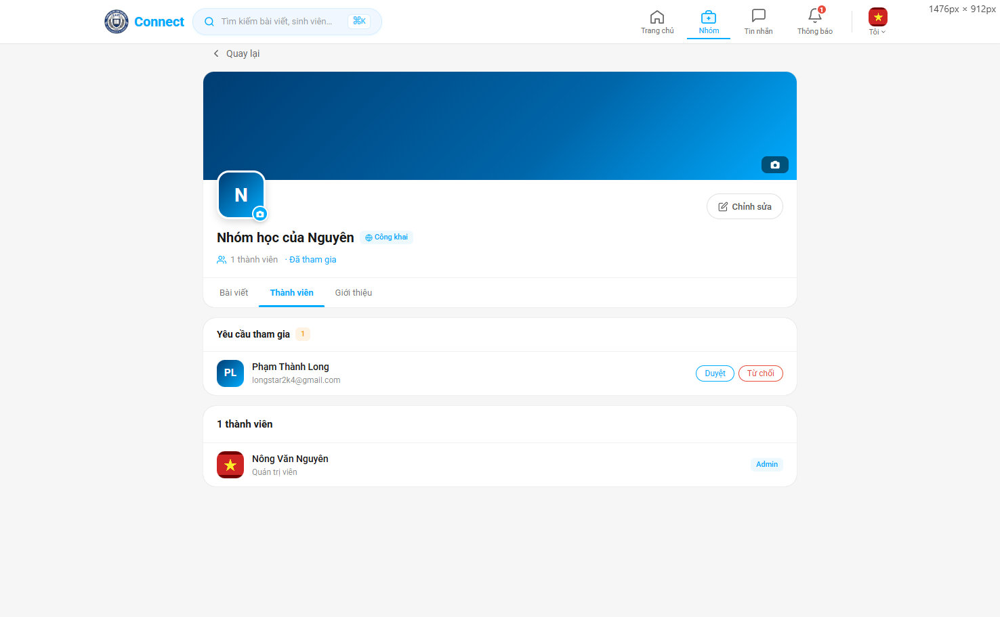 Connect
Tìm kiếm bài viết, sinh viên...
⌘K
Trang chủ
Nhóm
Tin nhắn
1
Thông báo
Tôi
1476px × 912px
Quay lại
N
Chỉnh sửa
Nhóm học của Nguyên
Công khai
1 thành viên · Đã tham gia
Bài viết
Thành viên
Giới thiệu
Yêu cầu tham gia 1
PL
Phạm Thành Long
longstar2k4@gmail.com
Duyệt
Từ chối
1 thành viên
Nông Văn Nguyên
Quản trị viên
Admin